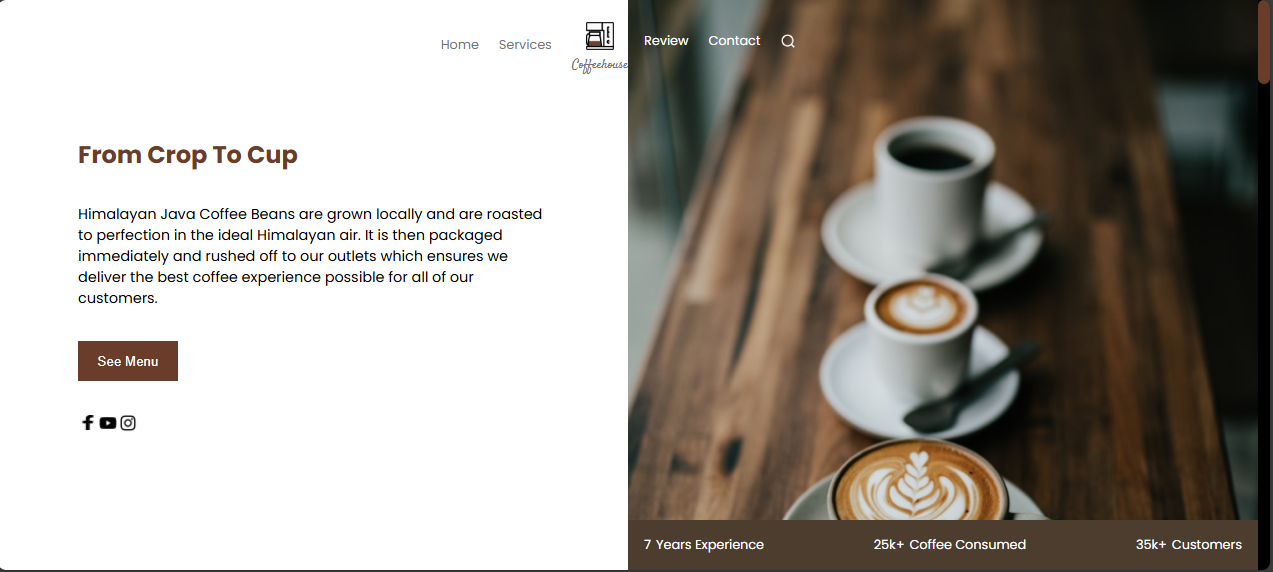 Home Services
Coffeehouse
Review Contact
From Crop To Cup
Himalayan Java Coffee Beans are grown locally and are roasted
to perfection in the ideal Himalayan air. It is then packaged
immediately and rushed off to our outlets which ensures we
deliver the best coffee experience possible for all of our
customers.
See Menu
7 Years Experience 25k+ Coffee Consumed 35k+ Customers